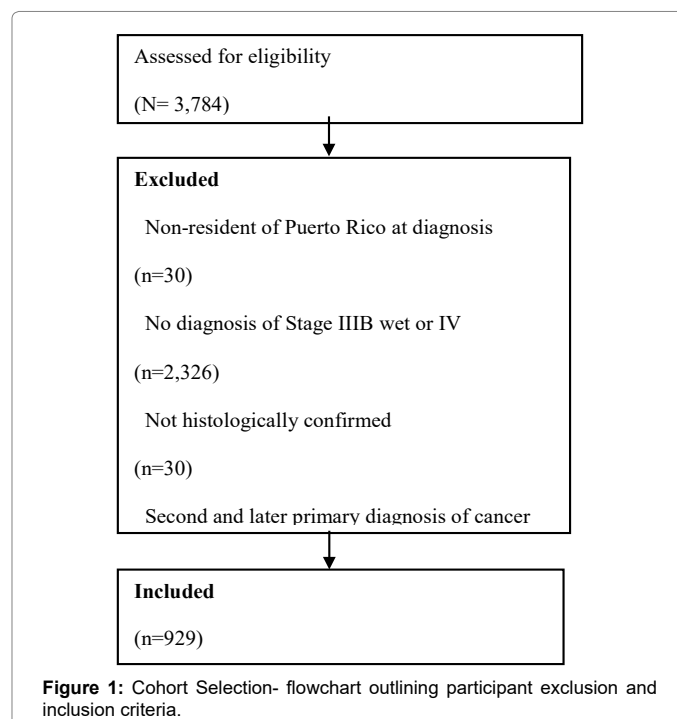 Assessed for eligibility
(N= 3,784)
Excluded
Non-resident of Puerto Rico at diagnosis
(n=30)
No diagnosis of Stage IIIB wet or IV
(n=2,326)
Not histologically confirmed
(n=30)
Second and later primary diagnosis of cancer
Included
(n=929)
Figure 1: Cohort Selection- flowchart outlining participant exclusion and
inclusion criteria.